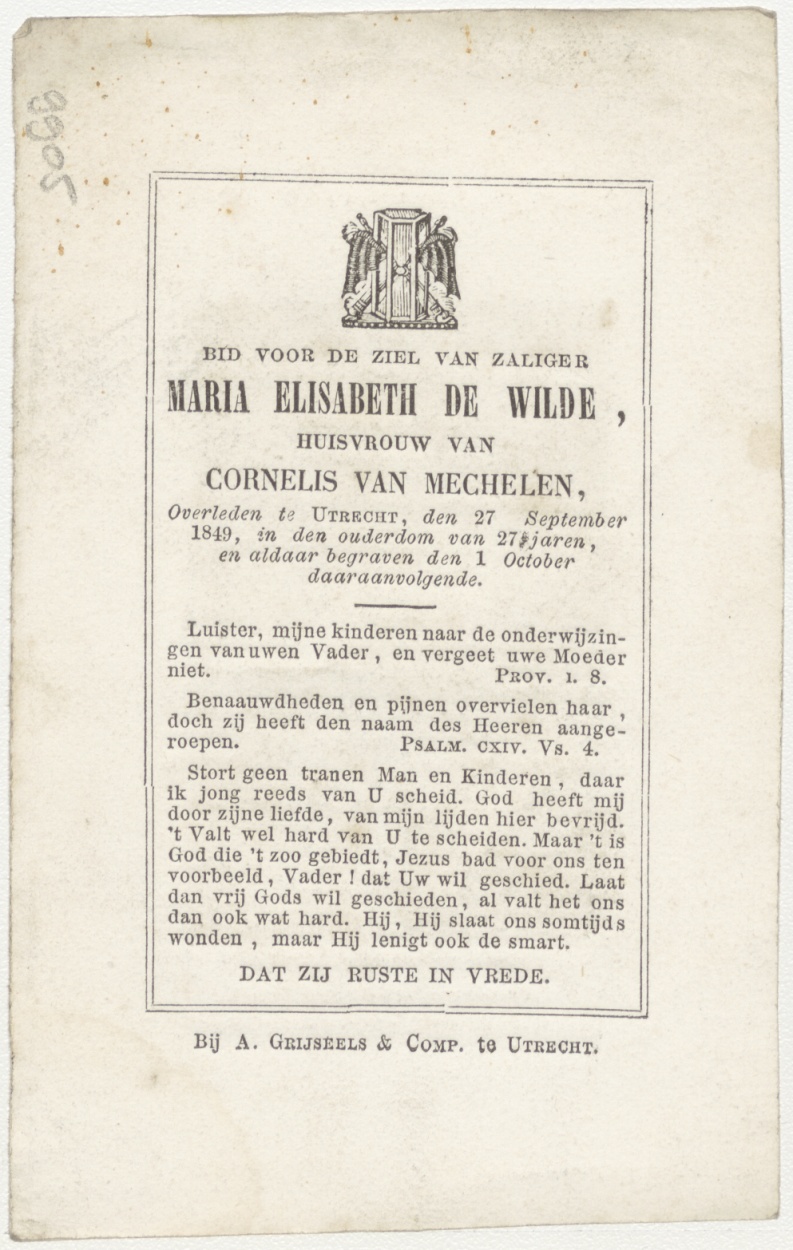 BID VOOR DE ZIEL VAN ZALIGER
MARIA ELISABETH DE WILDE ,
HUISVROUW VAN
CORNELIS VAN MECHELEN,
Overleden te UTRECHT, den 27 September
1849, in den ouderdom van 27½ jaren,
en aldaar begraven den 1 October
daaraanvolgende.
Luister, mijne kinderen naar de onderwijzin-
gen van uwen Vader , en vergeet uwe Moeder
niet. PROV. I. 8.
Benaauwdheden en pijnen overvielen haar ,
doch zij heeft den naam des Heeren aange-
roepen. PSALM. CXIV. Vs. 4.
Stort geen tranen Man en Kinderen , daar
ik jong reeds van U scheid. God heeft mij
door zijne liefde, van mijn lijden hier bevrijd.
't Valt wel hard van U te scheiden. Maar 't is
God die 't zoo gebiedt, Jezus bad voor ons ten
voorbeeld, Vader ! dat Uw wil geschied. Laat
dan vrij Gods wil geschieden, al valt het ons
dan ook wat hard. Hij, Hij slaat ons somtijds
wonden , maar Hij lenigt ook de smart.
DAT ZIJ RUSTE IN VREDE.
Bij A. GRIJSEELS & COMP. te UTRECHT.